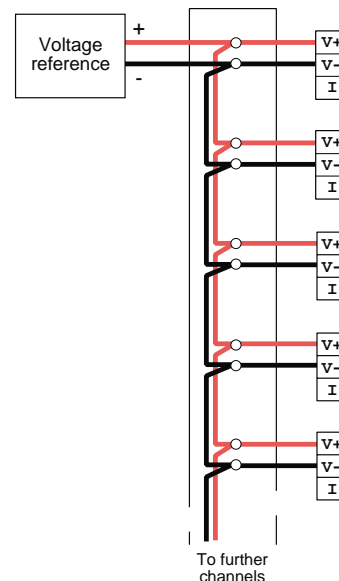 Voltage
reference
+
-
V+
V-
I
V+
V-
I
V+
V-
I
V+
V-
I
V+
V-
I
To further
channels